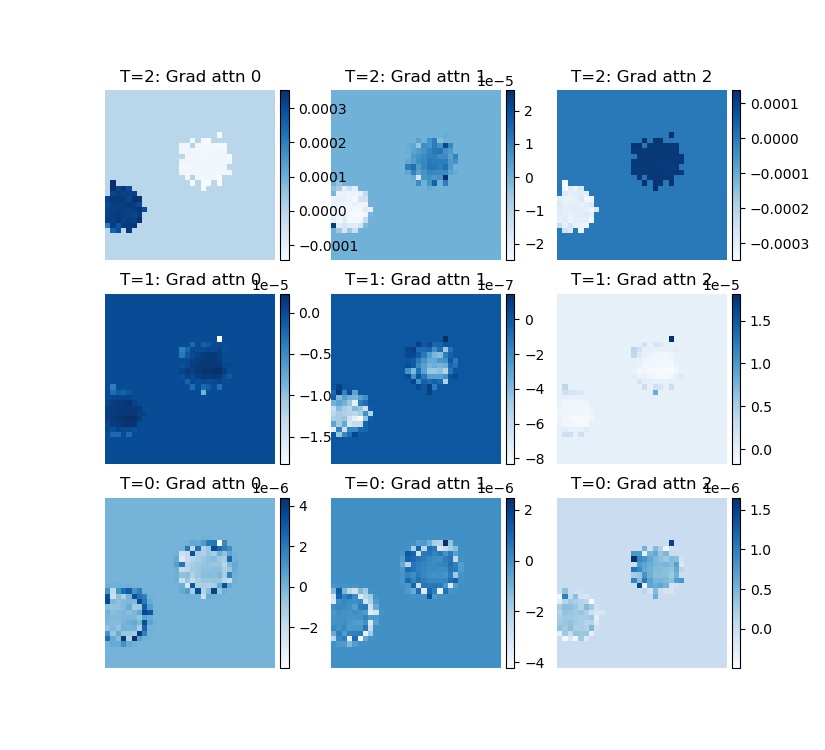 T=2: Grad attn 0
0.0003
0.0002
0.0001
0.0000
−0.0001
T=2: Grad attn 1
1e−5
2
1
0
−1
−2
T=2: Grad attn 2
0.0001
0.0000
−0.0001
−0.0002
−0.0003
T=1: Grad attn 0
1e−5
0.0
−0.5
−1.0
−1.5
T=1: Grad attn 1
1e−7
0
−2
−4
−6
−8
T=1: Grad attn 2
1e−5
1.5
1.0
0.5
0.0
T=0: Grad attn 0
1e−6
4
2
0
−2
T=0: Grad attn 1
1e−6
2
0
−2
−4
T=0: Grad attn 2
1e−6
1.5
1.0
0.5
0.0